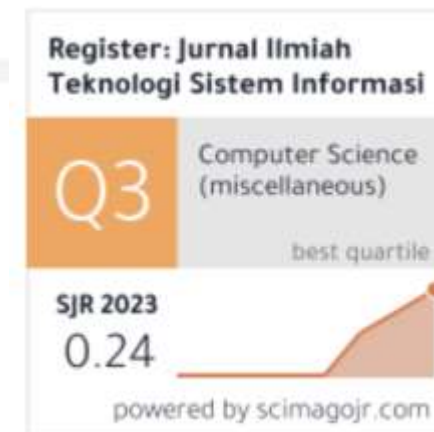 Register: Jurnal Ilmiah
Teknologi Sistem Informasi
Q3
Computer Science
(miscellaneous)
best quartile
SJR 2023
0.24
powered by scimagojr.com